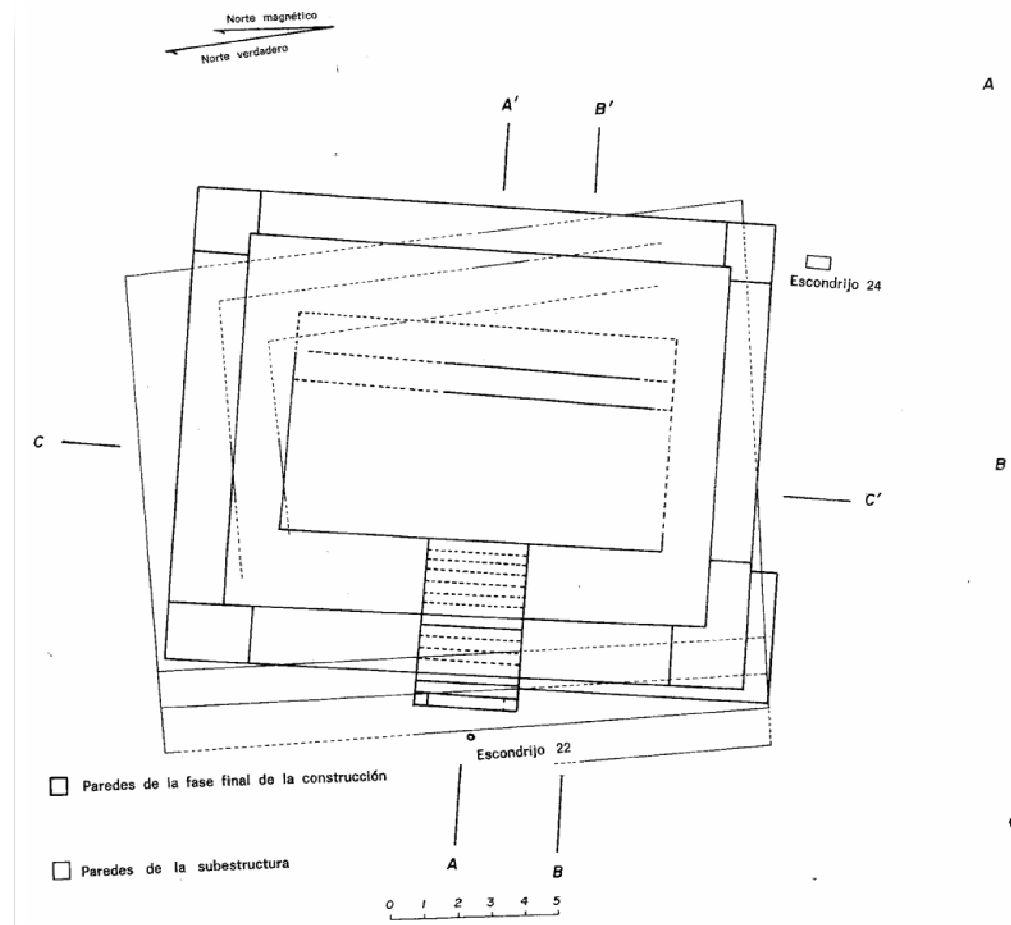 Norte magnético
Norte verdadero
A'
B'
A
Escondrijo 24
C
B
C'
Escondrijo 22
Paredes de la fase final de la construcción
Paredes de la subestructura
A
B
0 1 2 3 4 5